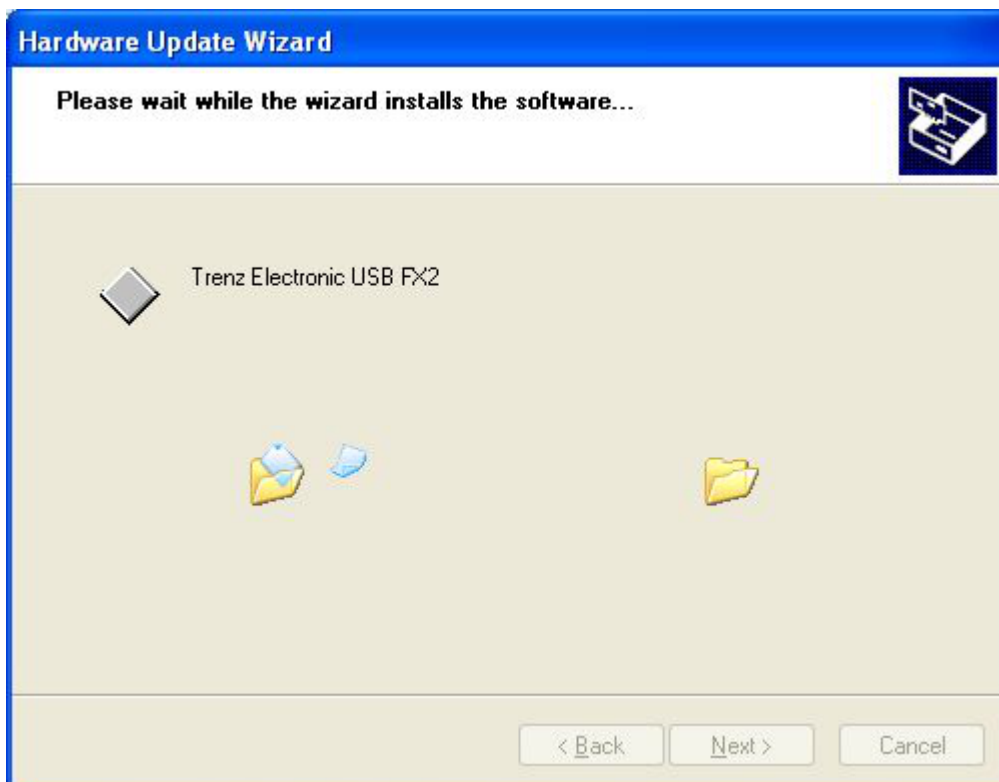 Hardware Update Wizard
Please wait while the wizard installs the software...
Trenz Electronic USB FX2
< Back
Next >
Cancel